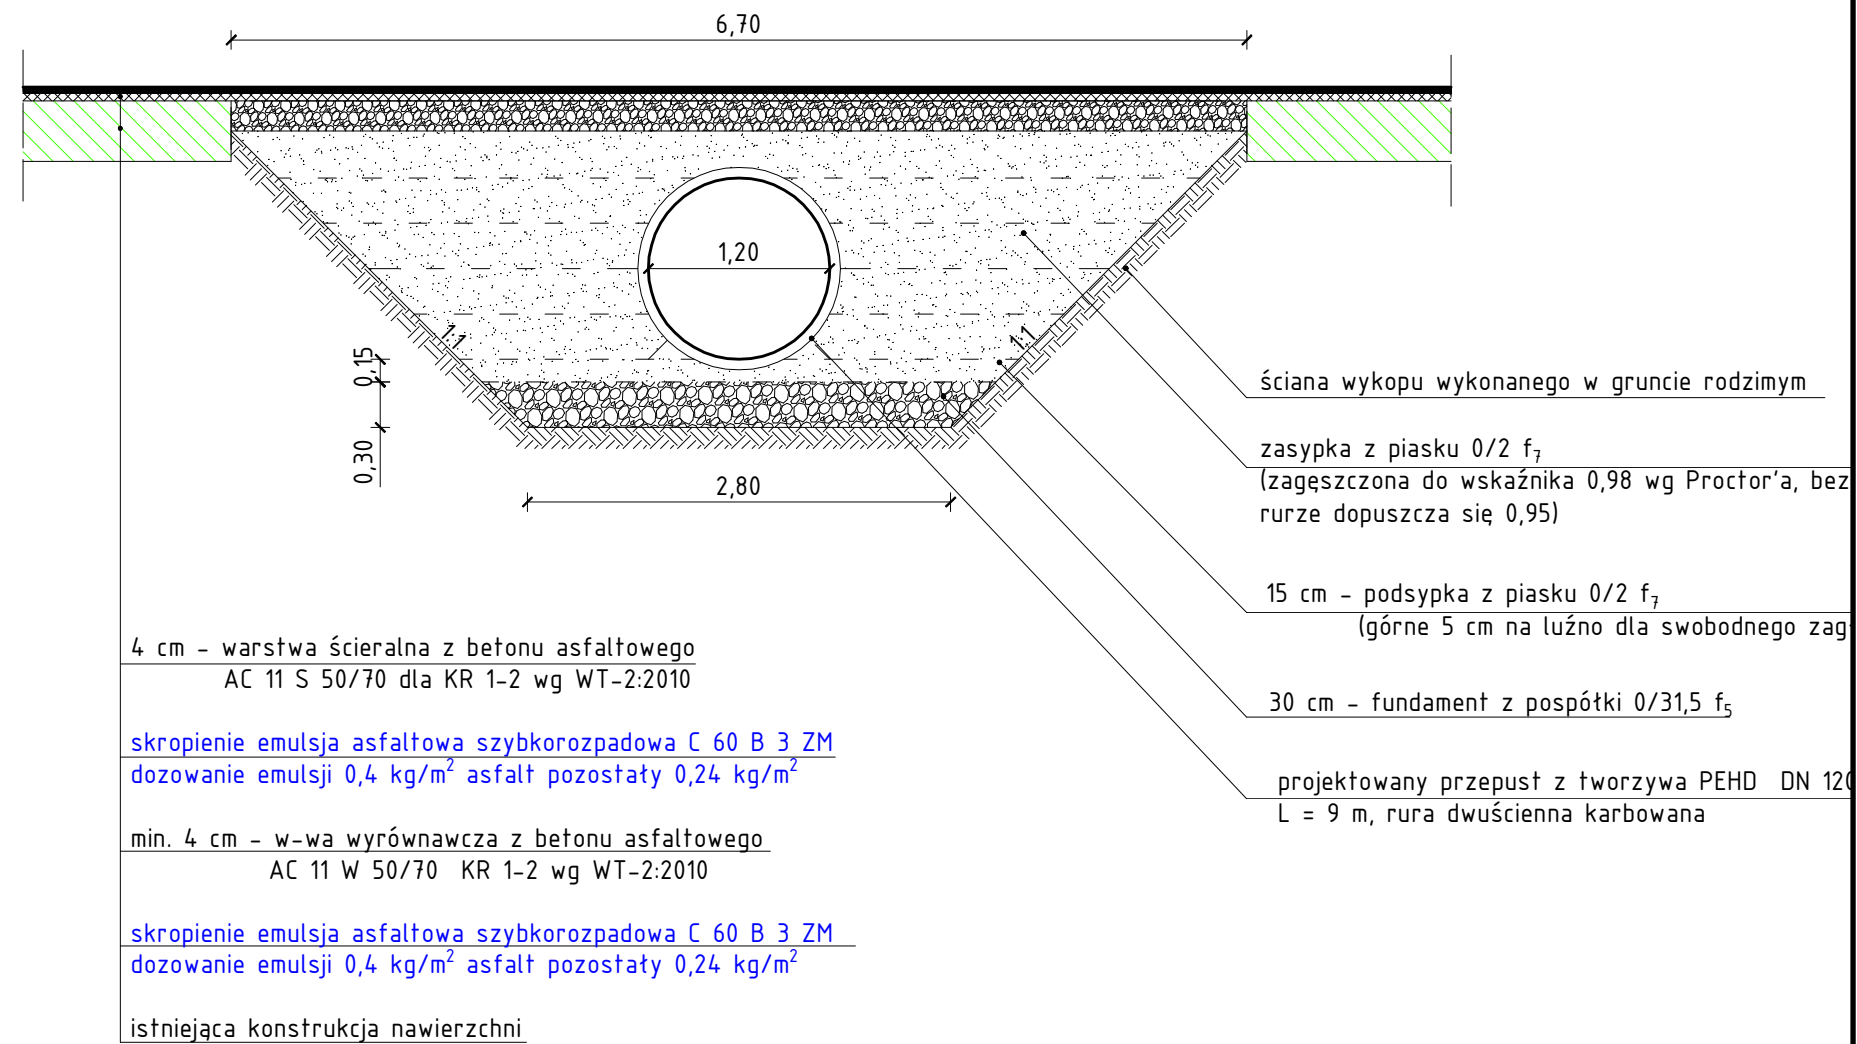 6,70
1,20
1:1
1:1
0,15
0,30
2,80
ściana wykopu wykonanego w gruncie rodzimym
zasypka z piasku 0/2 f₇
(zagęszczona do wskaźnika 0,98 wg Proctor'a, bez
rurze dopuszcza się 0,95)
15 cm - podsypka z piasku 0/2 f₇
(górne 5 cm na luźno dla swobodnego zag
30 cm - fundament z pospółki 0/31,5 f₅
projektowany przepust z tworzywa PEHD DN 120
L = 9 m, rura dwuścienna karbowana
4 cm - warstwa ścieralna z betonu asfaltowego
AC 11 S 50/70 dla KR 1-2 wg WT-2:2010
skropienie emulsja asfaltowa szybkorozpadowa C 60 B 3 ZM
dozowanie emulsji 0,4 kg/m² asfalt pozostały 0,24 kg/m²
min. 4 cm - w-wa wyrównawcza z betonu asfaltowego
AC 11 W 50/70 KR 1-2 wg WT-2:2010
skropienie emulsja asfaltowa szybkorozpadowa C 60 B 3 ZM
dozowanie emulsji 0,4 kg/m² asfalt pozostały 0,24 kg/m²
istniejąca konstrukcja nawierzchni